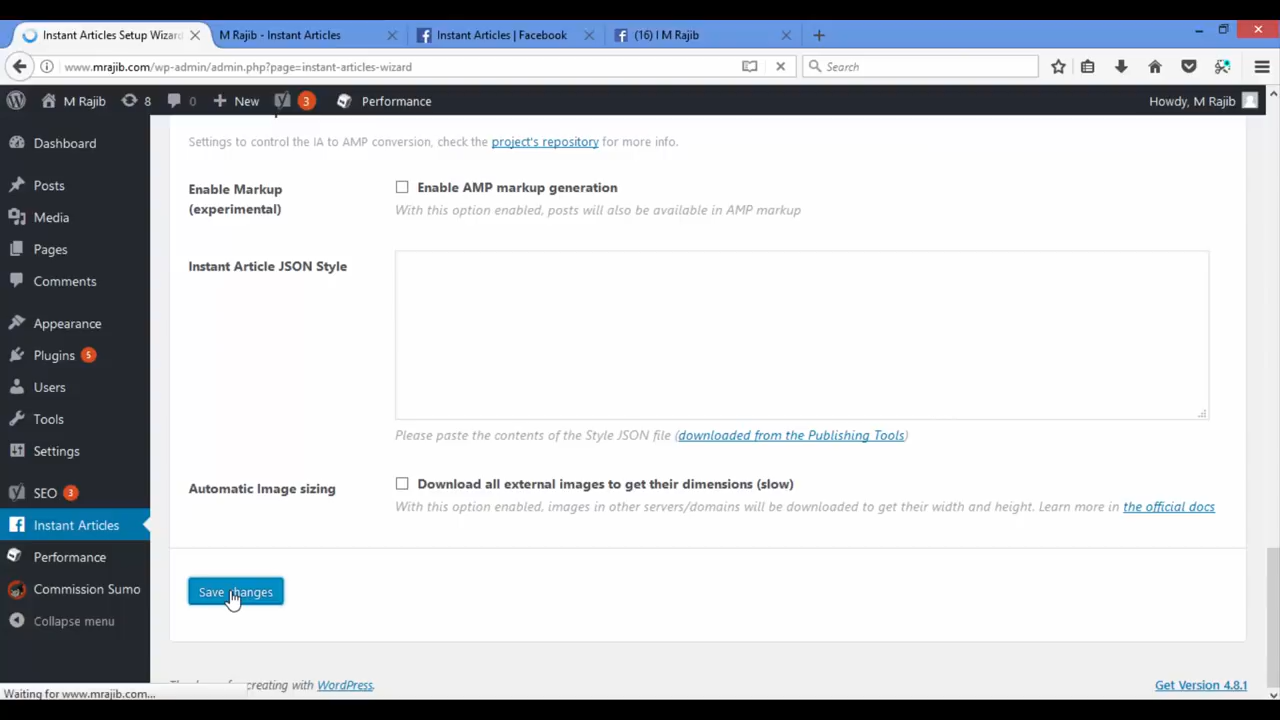 Instant Articles Setup Wizard
M Rajib - Instant Articles
Instant Articles | Facebook
(16) I M Rajib
www.mrajib.com/wp-admin/admin.php?page=instant-articles-wizard
Search
M Rajib
8
0
New
3
Performance
Howdy, M Rajib
Dashboard
Posts
Media
Pages
Comments
Appearance
Plugins 5
Users
Tools
Settings
SEO 3
Instant Articles
Performance
Commission Sumo
Collapse menu
Settings to control the IA to AMP conversion, check the project's repository for more info.
Enable Markup
(experimental)
Enable AMP markup generation
With this option enabled, posts will also be available in AMP markup
Instant Article JSON Style
Please paste the contents of the Style JSON file (downloaded from the Publishing Tools)
Automatic Image sizing
Download all external images to get their dimensions (slow)
With this option enabled, images in other servers/domains will be downloaded to get their width and height. Learn more in the official docs
Save changes
creating with WordPress.
Get Version 4.8.1
Waiting for www.mrajib.com...